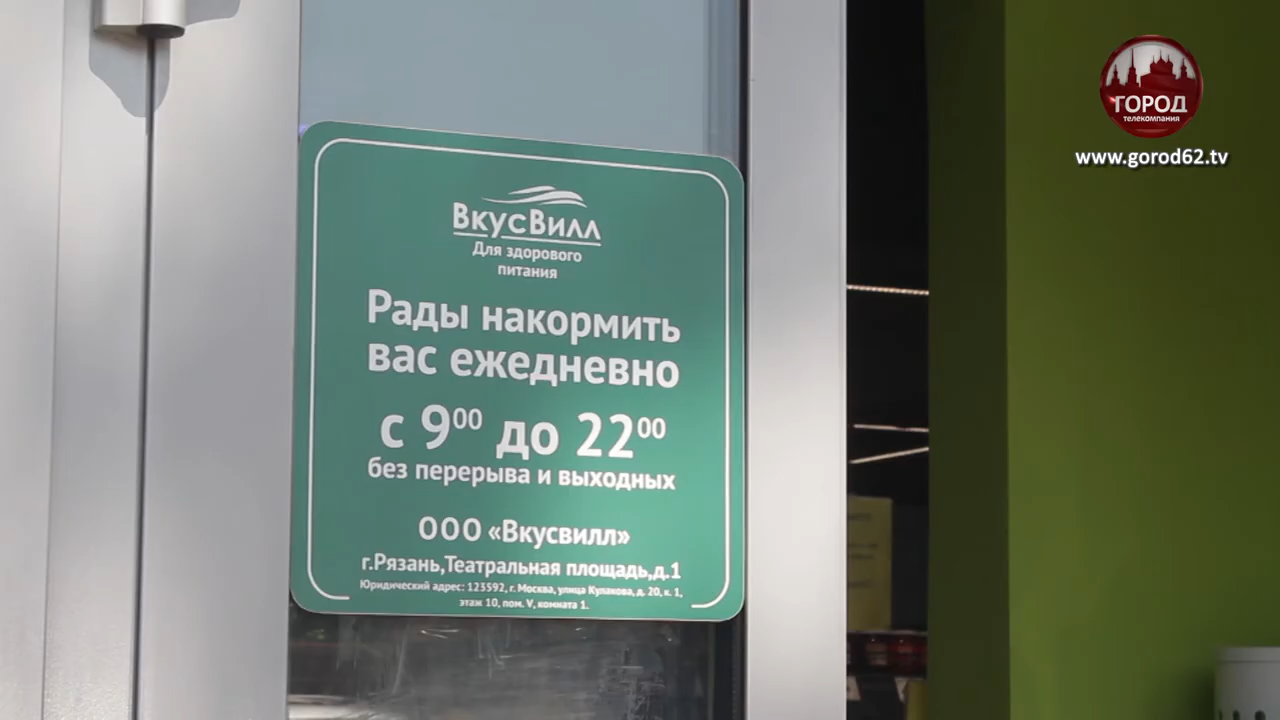 ГОРОД
телекомпания
www.gorod62.tv
ВкусВилл
Для здорового
питания
Рады накормить
вас ежедневно
с 9⁰⁰ до 22⁰⁰
без перерыва и выходных
ООО «Вкусвилл»
г.Рязань,Театральная площадь,д.1
Юридический адрес: 123592, г. Москва, улица Кулакова, д. 20, к. 1,
этаж 10, пом. V, комната 1.